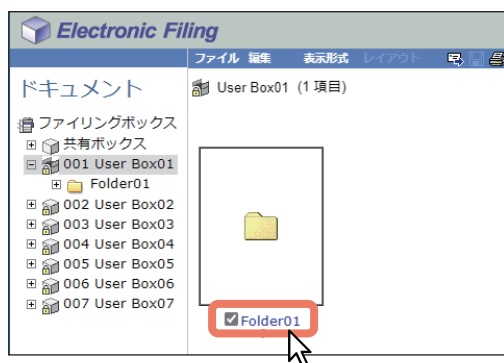 Electronic Filing
ファイル 編集 表示形式 レイアウト
ドキュメント
User Box01 (1 項目)
ファイリングボックス
共有ボックス
001 User Box01
Folder01
002 User Box02
003 User Box03
004 User Box04
005 User Box05
006 User Box06
007 User Box07
Folder01